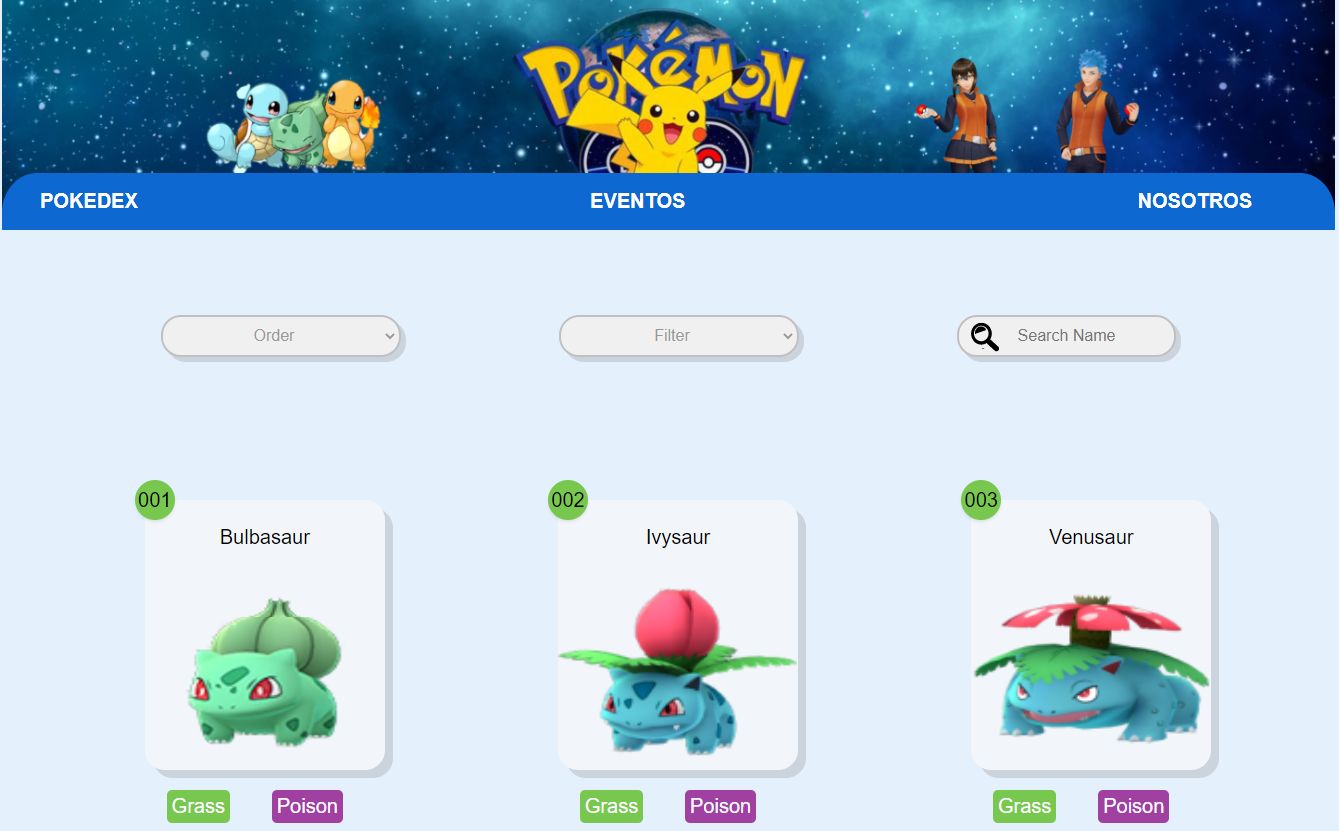 POKéMON
POKEDEX EVENTOS NOSOTROS
Order Filter Search Name
001 002 003
Bulbasaur Ivysaur Venusaur
Grass Poison Grass Poison Grass Poison